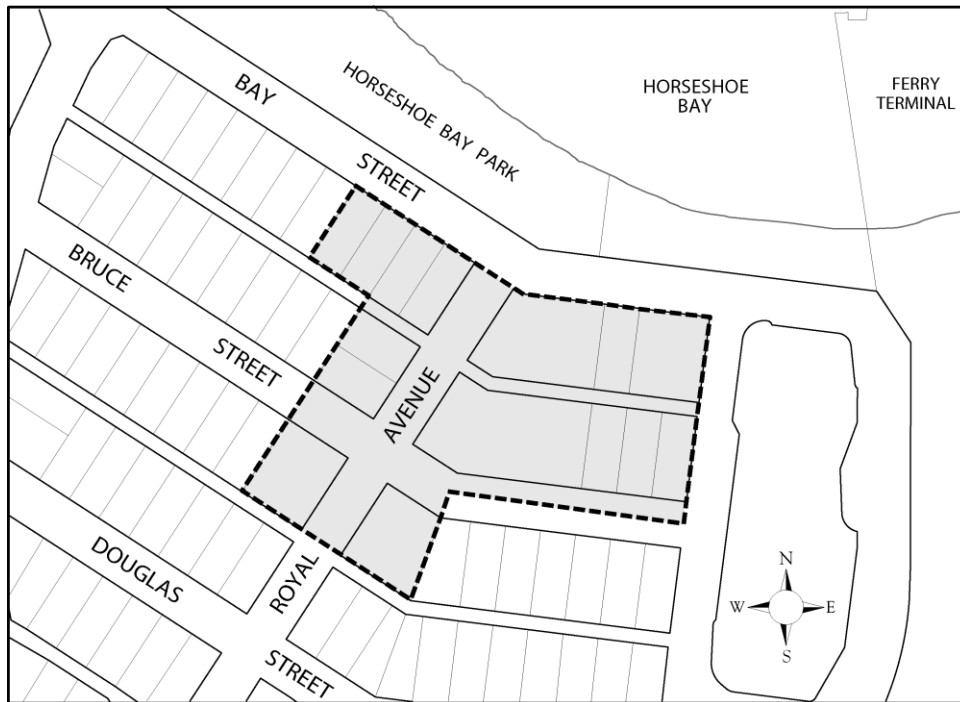 BAY
STREET
HORSESHOE BAY PARK
HORSESHOE
BAY
FERRY
TERMINAL
BRUCE
STREET
AVENUE
ROYAL
DOUGLAS
STREET
N
W
E
S